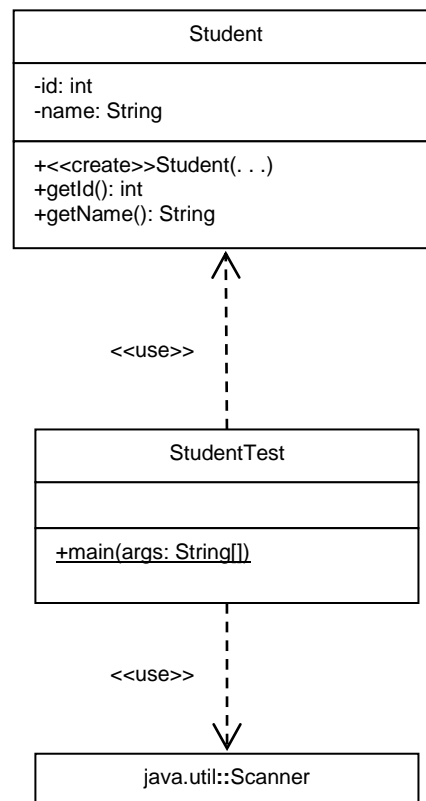 Student
-id: int
-name: String
+<<create>>Student(. . .)
+getId(): int
+getName(): String
<<use>>
StudentTest
+main(args: String[])
<<use>>
java.util::Scanner